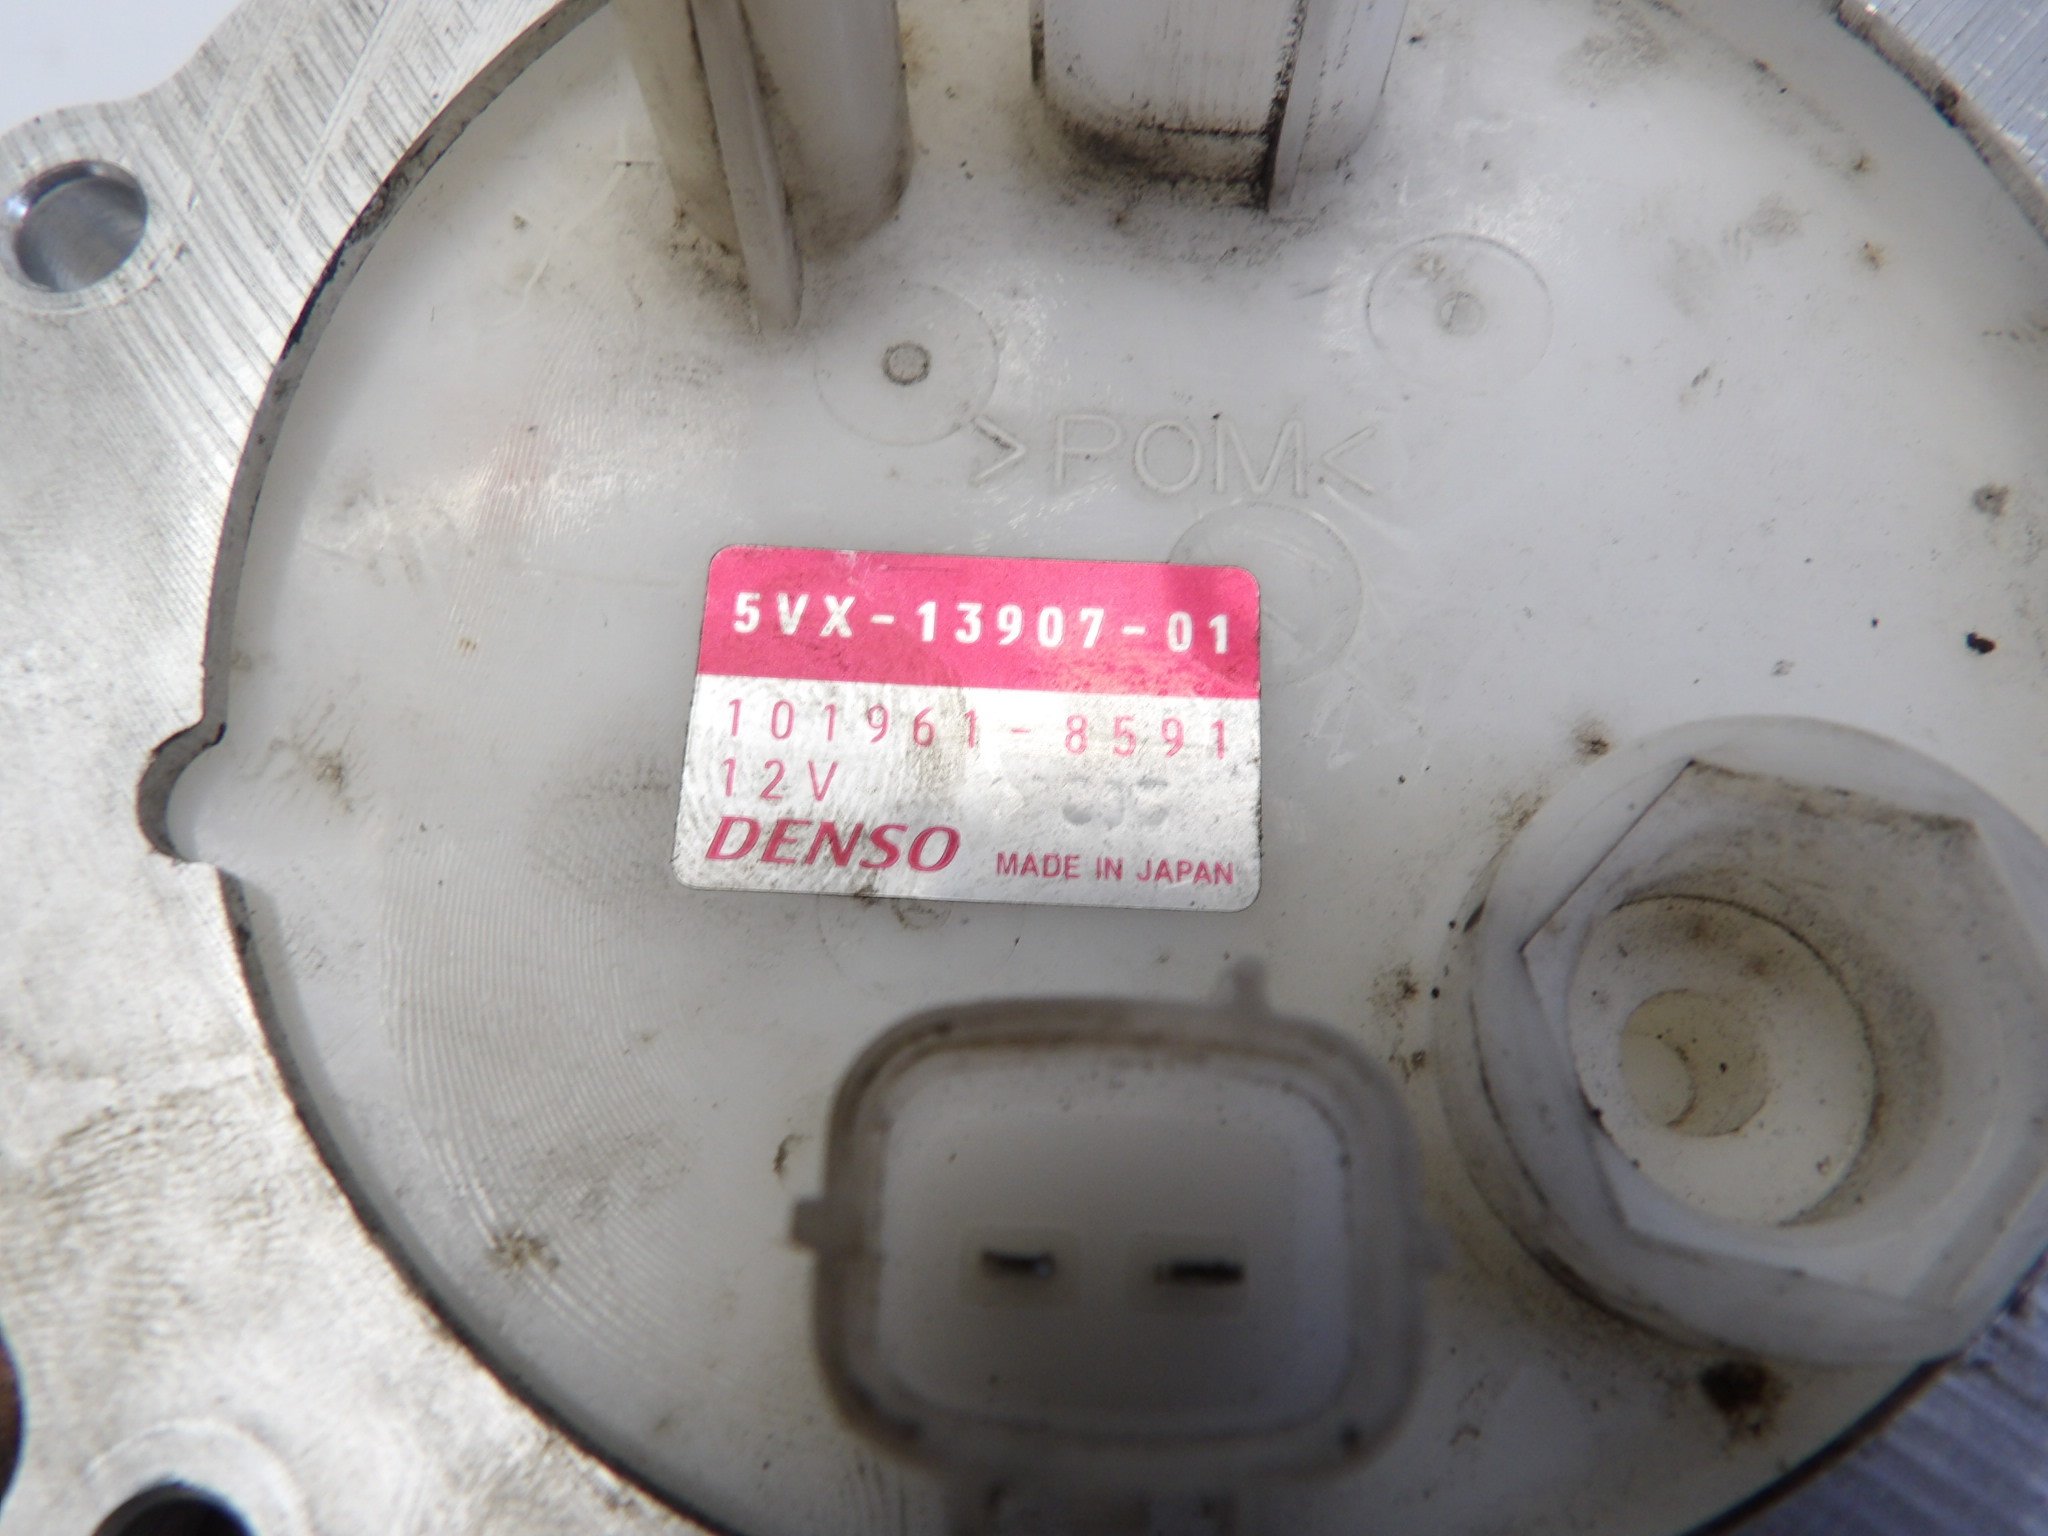 >POM<
5VX-13907-01
101961-8591
12V
DENSO MADE IN JAPAN